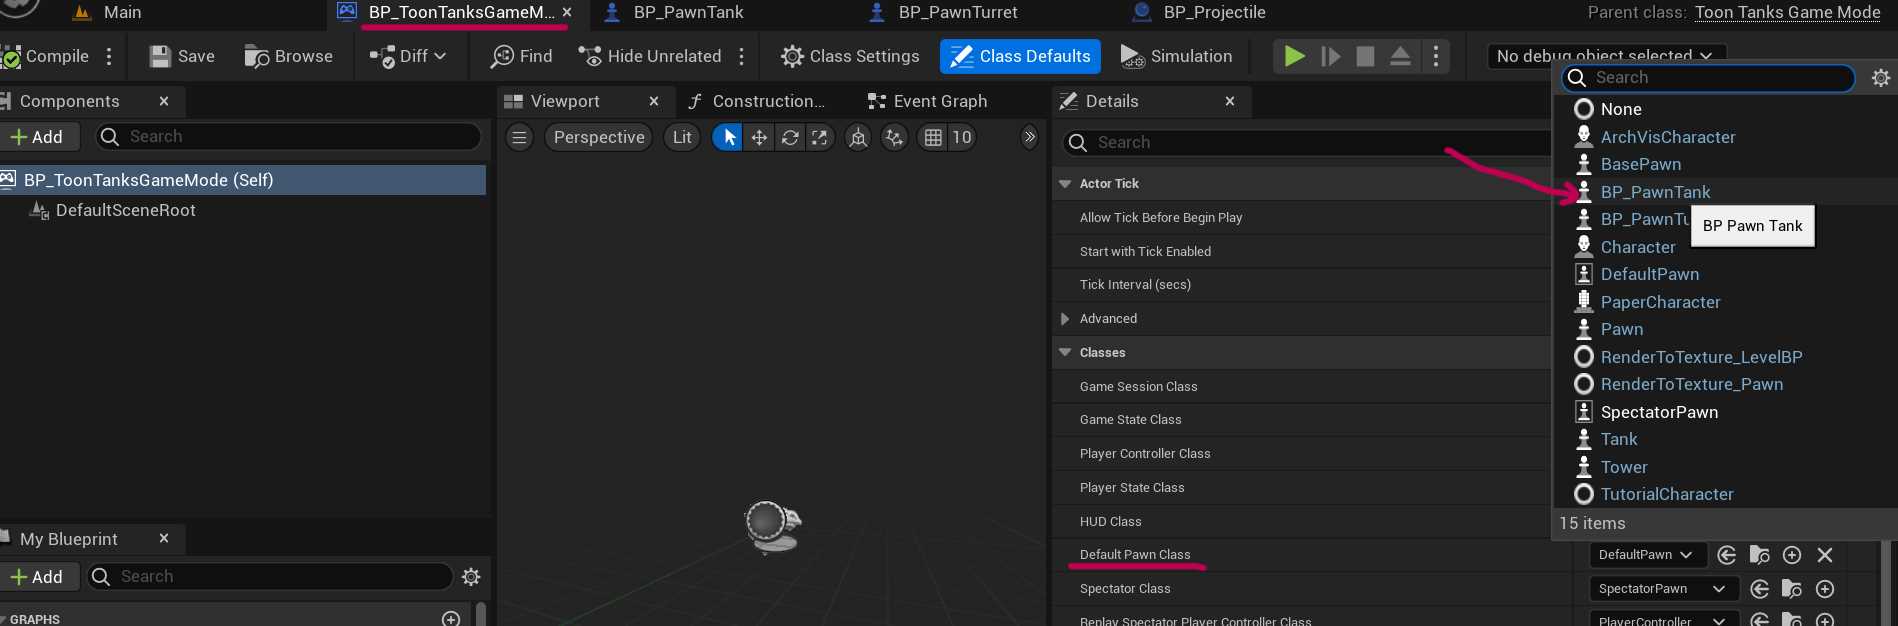 Main
BP_ToonTanksGameM...
BP_PawnTank
BP_PawnTurret
BP_Projectile
Parent class: Toon Tanks Game Mode
Compile
Save
Browse
Diff
Find
Hide Unrelated
Class Settings
Class Defaults
Simulation
No debug object selected
Components
Add
Search
BP_ToonTanksGameMode (Self)
DefaultSceneRoot
My Blueprint
Add
Search
GRAPHS
Viewport
Construction...
Event Graph
Perspective
Lit
10
Details
Search
Actor Tick
Allow Tick Before Begin Play
Start with Tick Enabled
Tick Interval (secs)
Advanced
Classes
Game Session Class
Game State Class
Player Controller Class
Player State Class
HUD Class
Default Pawn Class
DefaultPawn
Spectator Class
SpectatorPawn
Replay Spectator Player Controller Class
PlayerController
Search
None
ArchVisCharacter
BasePawn
BP_PawnTank
BP_PawnTu
BP Pawn Tank
Character
DefaultPawn
PaperCharacter
Pawn
RenderToTexture_LevelBP
RenderToTexture_Pawn
SpectatorPawn
Tank
Tower
TutorialCharacter
15 items